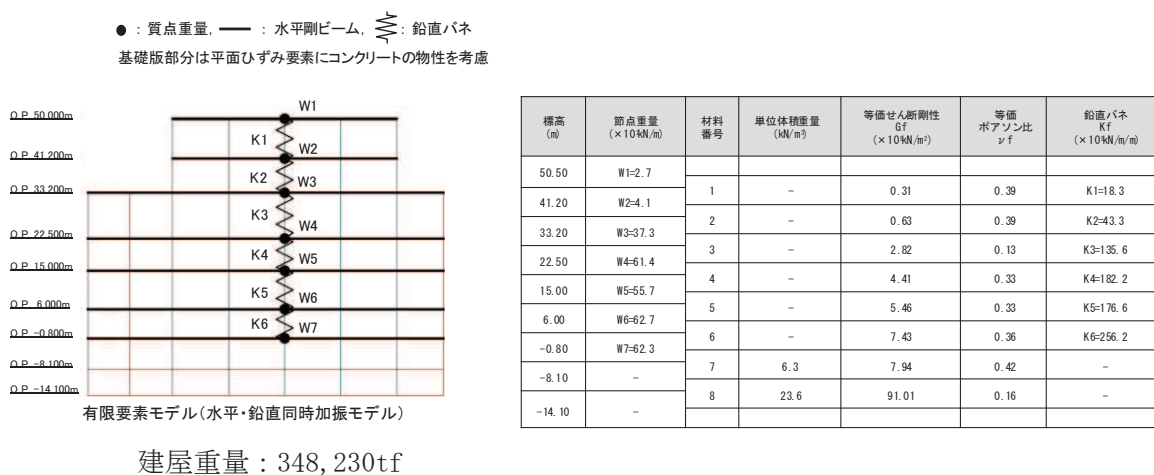 ● : 質点重量, ━━ : 水平剛ビーム, : 鉛直バネ
基礎版部分は平面ひずみ要素にコンクリートの物性を考慮
O.P. 50.000m
O.P. 41.200m
O.P. 33.200m
O.P. 22.500m
O.P. 15.000m
O.P. 6.000m
O.P. -0.800m
O.P. -8.100m
O.P. -14.100m
W1
K1
W2
K2
W3
K3
W4
K4
W5
K5
W6
K6
W7
有限要素モデル(水平・鉛直同時加振モデル)
建屋重量：348,230tf
標高 (m) 節点重量 (×10⁴kN/m) 材料番号 単位体積重量 (kN/m³) 等価せん断剛性 Gf (×10⁴kN/m²) 等価ポアソン比 νf 鉛直バネ Kf (×10⁴kN/m/m)
50.50 W1=2.7
1 - 0.31 0.39 K1=18.3
41.20 W2=4.1
2 - 0.63 0.39 K2=43.3
33.20 W3=37.3
3 - 2.82 0.13 K3=135.6
22.50 W4=61.4
4 - 4.41 0.33 K4=182.2
15.00 W5=55.7
5 - 5.46 0.33 K5=176.6
6.00 W6=62.7
6 - 7.43 0.36 K6=256.2
-0.80 W7=62.3
7 6.3 7.94 0.42 -
-8.10 -
8 23.6 91.01 0.16 -
-14.10 -